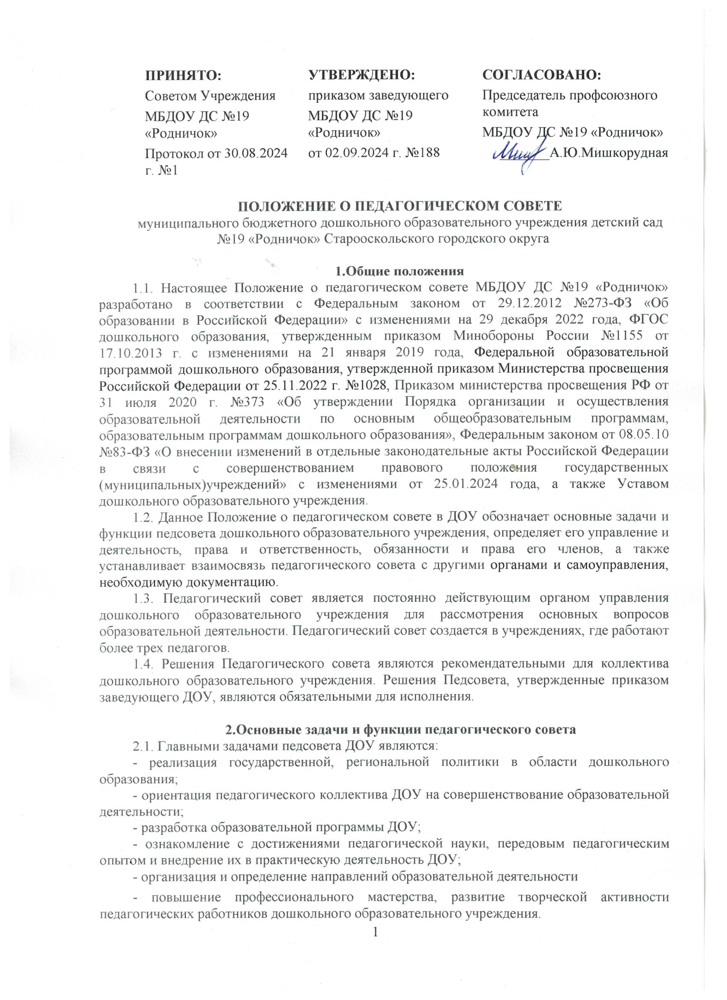 ПРИНЯТО:
Советом Учреждения
МБДОУ ДС №19
«Родничок»
Протокол от 30.08.2024
г. №1
УТВЕРЖДЕНО:
приказом заведующего
МБДОУ ДС №19
«Родничок»
от 02.09.2024 г. №188
СОГЛАСОВАНО:
Председатель профсоюзного
комитета
МБДОУ ДС №19 «Родничок»
А.Ю.Мишкорудная
ПОЛОЖЕНИЕ О ПЕДАГОГИЧЕСКОМ СОВЕТЕ
муниципального бюджетного дошкольного образовательного учреждения детский сад
№19 «Родничок» Старооскольского городского округа
1.Общие положения
1.1. Настоящее Положение о педагогическом совете МБДОУ ДС №19 «Родничок»
разработано в соответствии с Федеральным законом от 29.12.2012 №273-ФЗ «Об
образовании в Российской Федерации» с изменениями на 29 декабря 2022 года, ФГОС
дошкольного образования, утвержденным приказом Минобороны России №1155 от
17.10.2013 г. с изменениями на 21 января 2019 года, Федеральной образовательной
программой дошкольного образования, утвержденной приказом Министерства просвещения
Российской Федерации от 25.11.2022 г. №1028, Приказом министерства просвещения РФ от
31 июля 2020 г. №373 «Об утверждении Порядка организации и осуществления
образовательной деятельности по основным общеобразовательным программам,
образовательным программам дошкольного образования», Федеральным законом от 08.05.10
№83-ФЗ «О внесении изменений в отдельные законодательные акты Российской Федерации
в связи с совершенствованием правового положения государственных
(муниципальных)учреждений» с изменениями от 25.01.2024 года, а также Уставом
дошкольного образовательного учреждения.
1.2. Данное Положение о педагогическом совете в ДОУ обозначает основные задачи и
функции педсовета дошкольного образовательного учреждения, определяет его управление и
деятельность, права и ответственность, обязанности и права его членов, а также
устанавливает взаимосвязь педагогического совета с другими органами и самоуправления,
необходимую документацию.
1.3. Педагогический совет является постоянно действующим органом управления
дошкольного образовательного учреждения для рассмотрения основных вопросов
образовательной деятельности. Педагогический совет создается в учреждениях, где работают
более трех педагогов.
1.4. Решения Педагогического совета являются рекомендательными для коллектива
дошкольного образовательного учреждения. Решения Педсовета, утвержденные приказом
заведующего ДОУ, являются обязательными для исполнения.
2.Основные задачи и функции педагогического совета
2.1. Главными задачами педсовета ДОУ являются:
- реализация государственной, региональной политики в области дошкольного
образования;
- ориентация педагогического коллектива ДОУ на совершенствование образовательной
деятельности;
- разработка образовательной программы ДОУ;
- ознакомление с достижениями педагогической науки, передовым педагогическим
опытом и внедрение их в практическую деятельность ДОУ;
- организация и определение направлений образовательной деятельности
- повышение профессионального мастерства, развитие творческой активности
педагогических работников дошкольного образовательного учреждения.
1